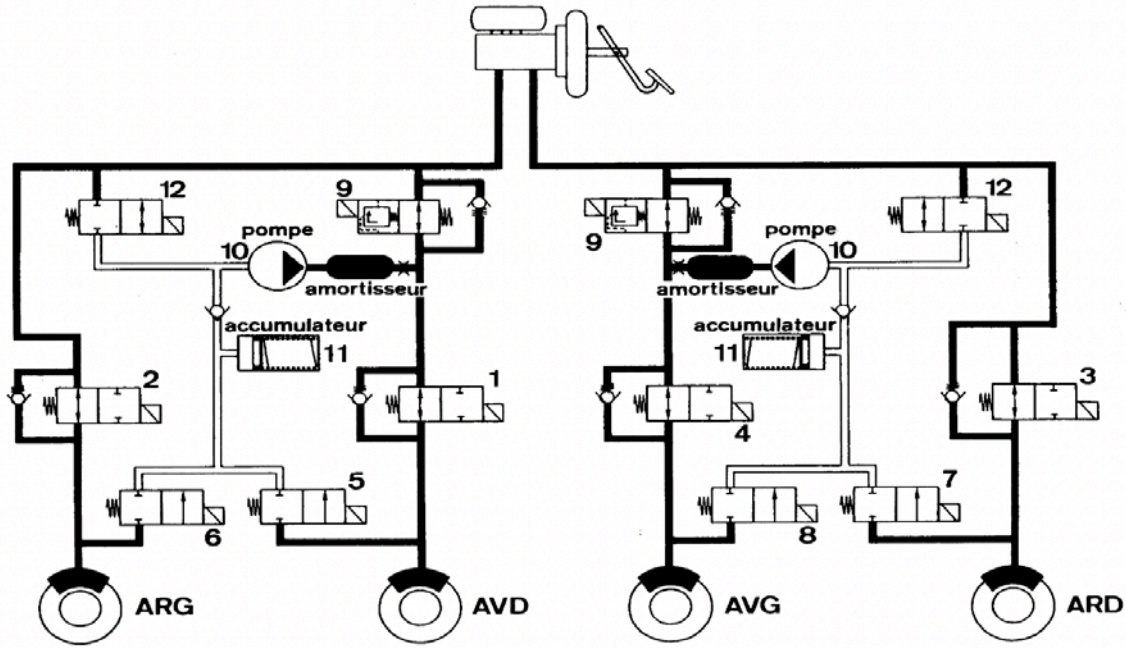 12
9
pompe
10
amortisseur
accumulateur
11
2
1
5
6
ARG
AVD
9
pompe
12
10
amortisseur
accumulateur
11
3
4
7
8
AVG
ARD